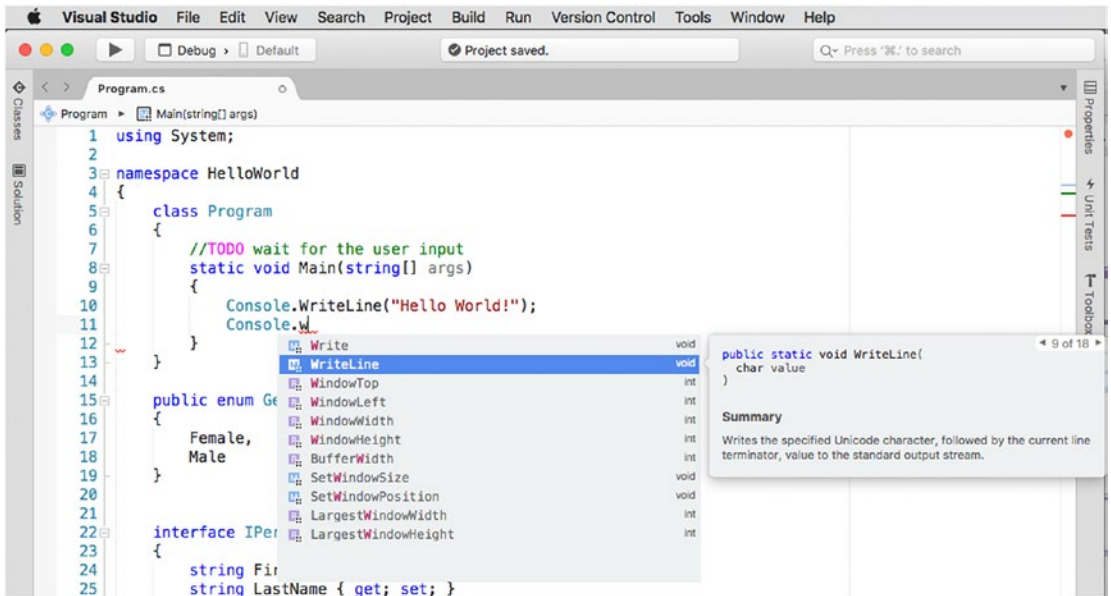 Visual Studio File Edit View Search Project Build Run Version Control Tools Window Help
Debug › Default
Project saved.
Press '⌘.' to search
Classes
Solution
Program.cs
Program ▸ Main(string[] args)
1 using System;
2
3 namespace HelloWorld
4 {
5 class Program
6 {
7 //TODO wait for the user input
8 static void Main(string[] args)
9 {
10 Console.WriteLine("Hello World!");
11 Console.w
12 }
13 }
14
15 public enum Ge
16 {
17 Female,
18 Male
19 }
20
21
22 interface IPer
23 {
24 string Fir
25 string LastName { get; set; }
Write void
WriteLine void
WindowTop int
WindowLeft int
WindowWidth int
WindowHeight int
BufferWidth int
SetWindowSize void
SetWindowPosition void
LargestWindowWidth int
LargestWindowHeight int
9 of 18
public static void WriteLine(
char value
)
Summary
Writes the specified Unicode character, followed by the current line
terminator, value to the standard output stream.
Properties
Unit Tests
Toolbox